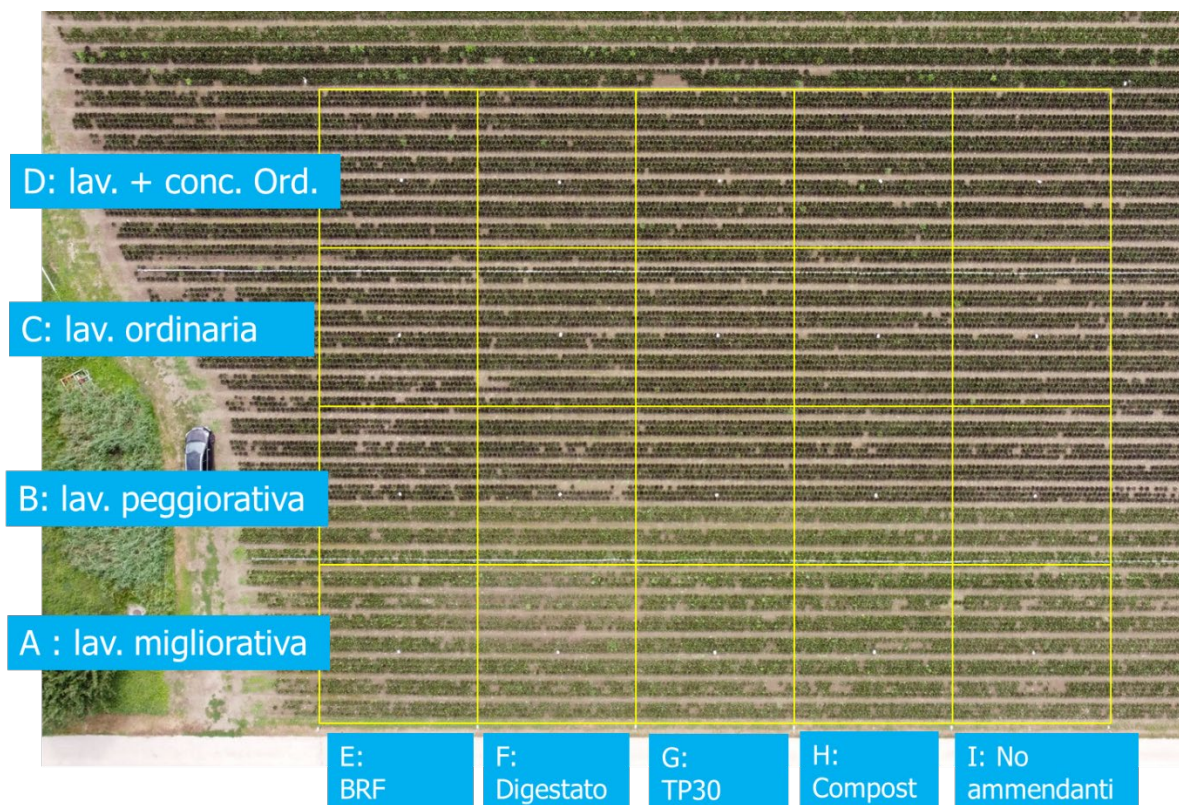 D: lav. + conc. Ord.
C: lav. ordinaria
B: lav. peggiorativa
A : lav. migliorativa
E:
BRF
F:
Digestato
G:
TP30
H:
Compost
I: No
ammendanti